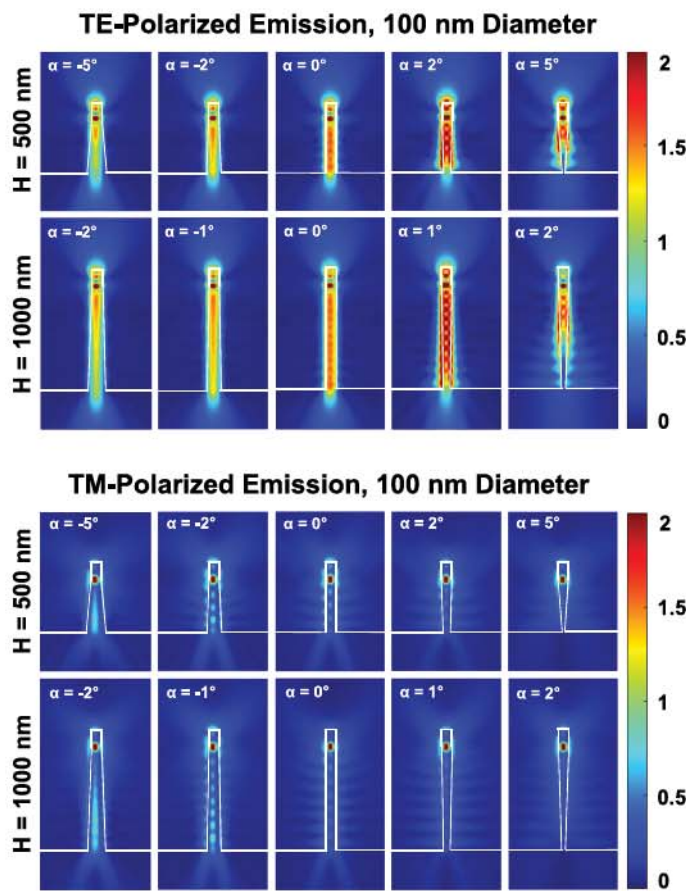 TE-Polarized Emission, 100 nm Diameter
H = 500 nm
α = -5°
α = -2°
α = 0°
α = 2°
α = 5°
2
1.5
1
0.5
0
H = 1000 nm
α = -2°
α = -1°
α = 0°
α = 1°
α = 2°
TM-Polarized Emission, 100 nm Diameter
H = 500 nm
α = -5°
α = -2°
α = 0°
α = 2°
α = 5°
2
1.5
1
0.5
0
H = 1000 nm
α = -2°
α = -1°
α = 0°
α = 1°
α = 2°